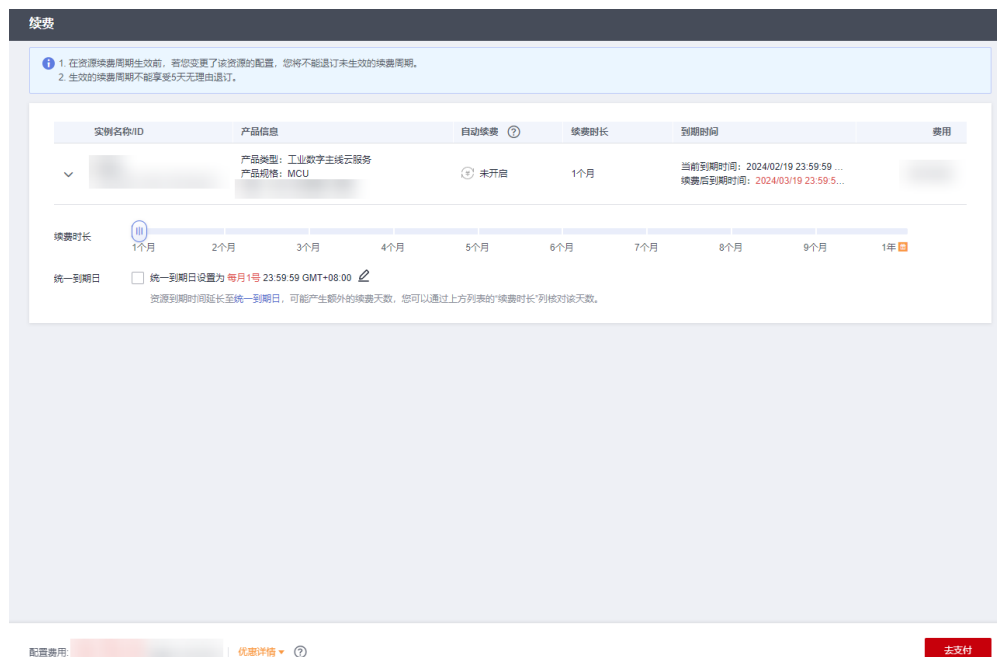 续费
1. 在资源续费周期生效前，若您变更了该资源的配置，您将不能退订未生效的续费周期。
2. 生效的续费周期不能享受5天无理由退订。
实例名称/ID 产品信息 自动续费 ? 续费时长 到期时间 费用
产品类型：工业数字主线云服务
产品规格：MCU
未开启 1个月
当前到期时间：2024/02/19 23:59:59 ...
续费后到期时间：2024/03/19 23:59:5...
续费时长
1个月 2个月 3个月 4个月 5个月 6个月 7个月 8个月 9个月 1年
统一到期日 统一到期日设置为 每月1号 23:59:59 GMT+08:00
资源到期时间延长至统一到期日，可能产生额外的续费天数，您可以通过上方列表的“续费时长”列核对该天数。
配置费用: 优惠详情 ? 去支付